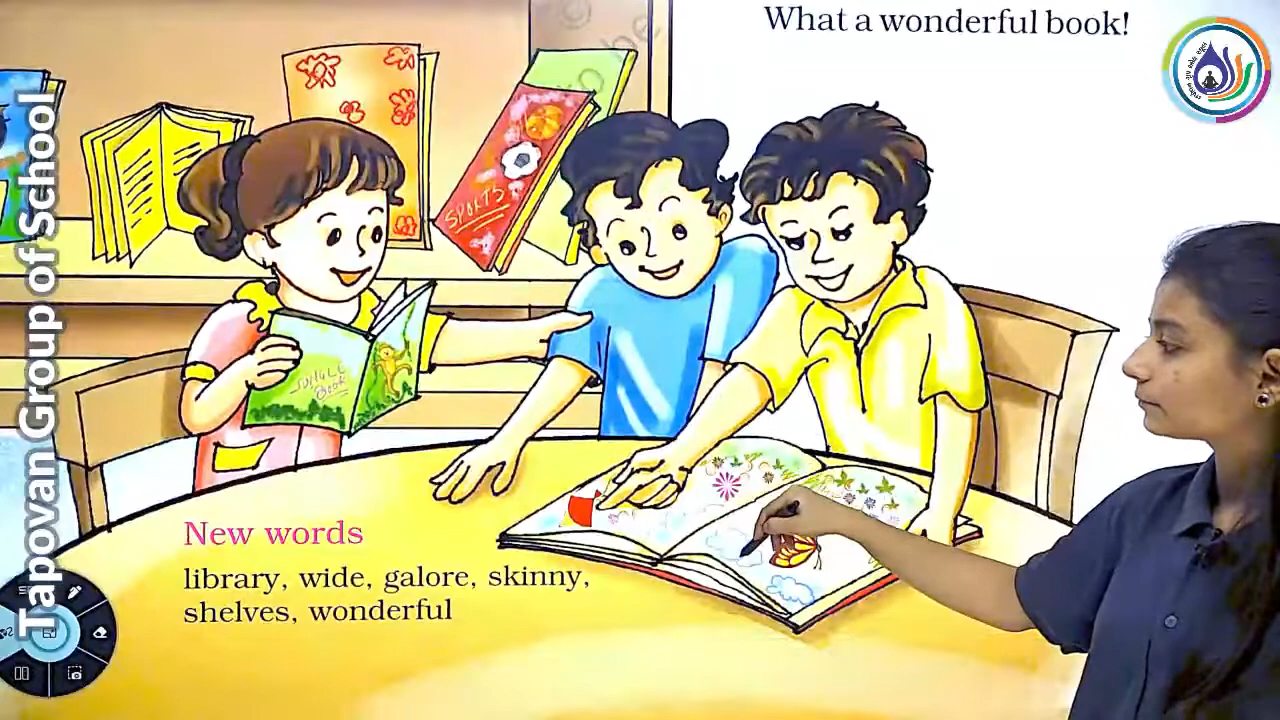 What a wonderful book!
SPORTS
JUNGLE
Book
New words
library, wide, galore, skinny,
shelves, wonderful
Tapovan Group of School